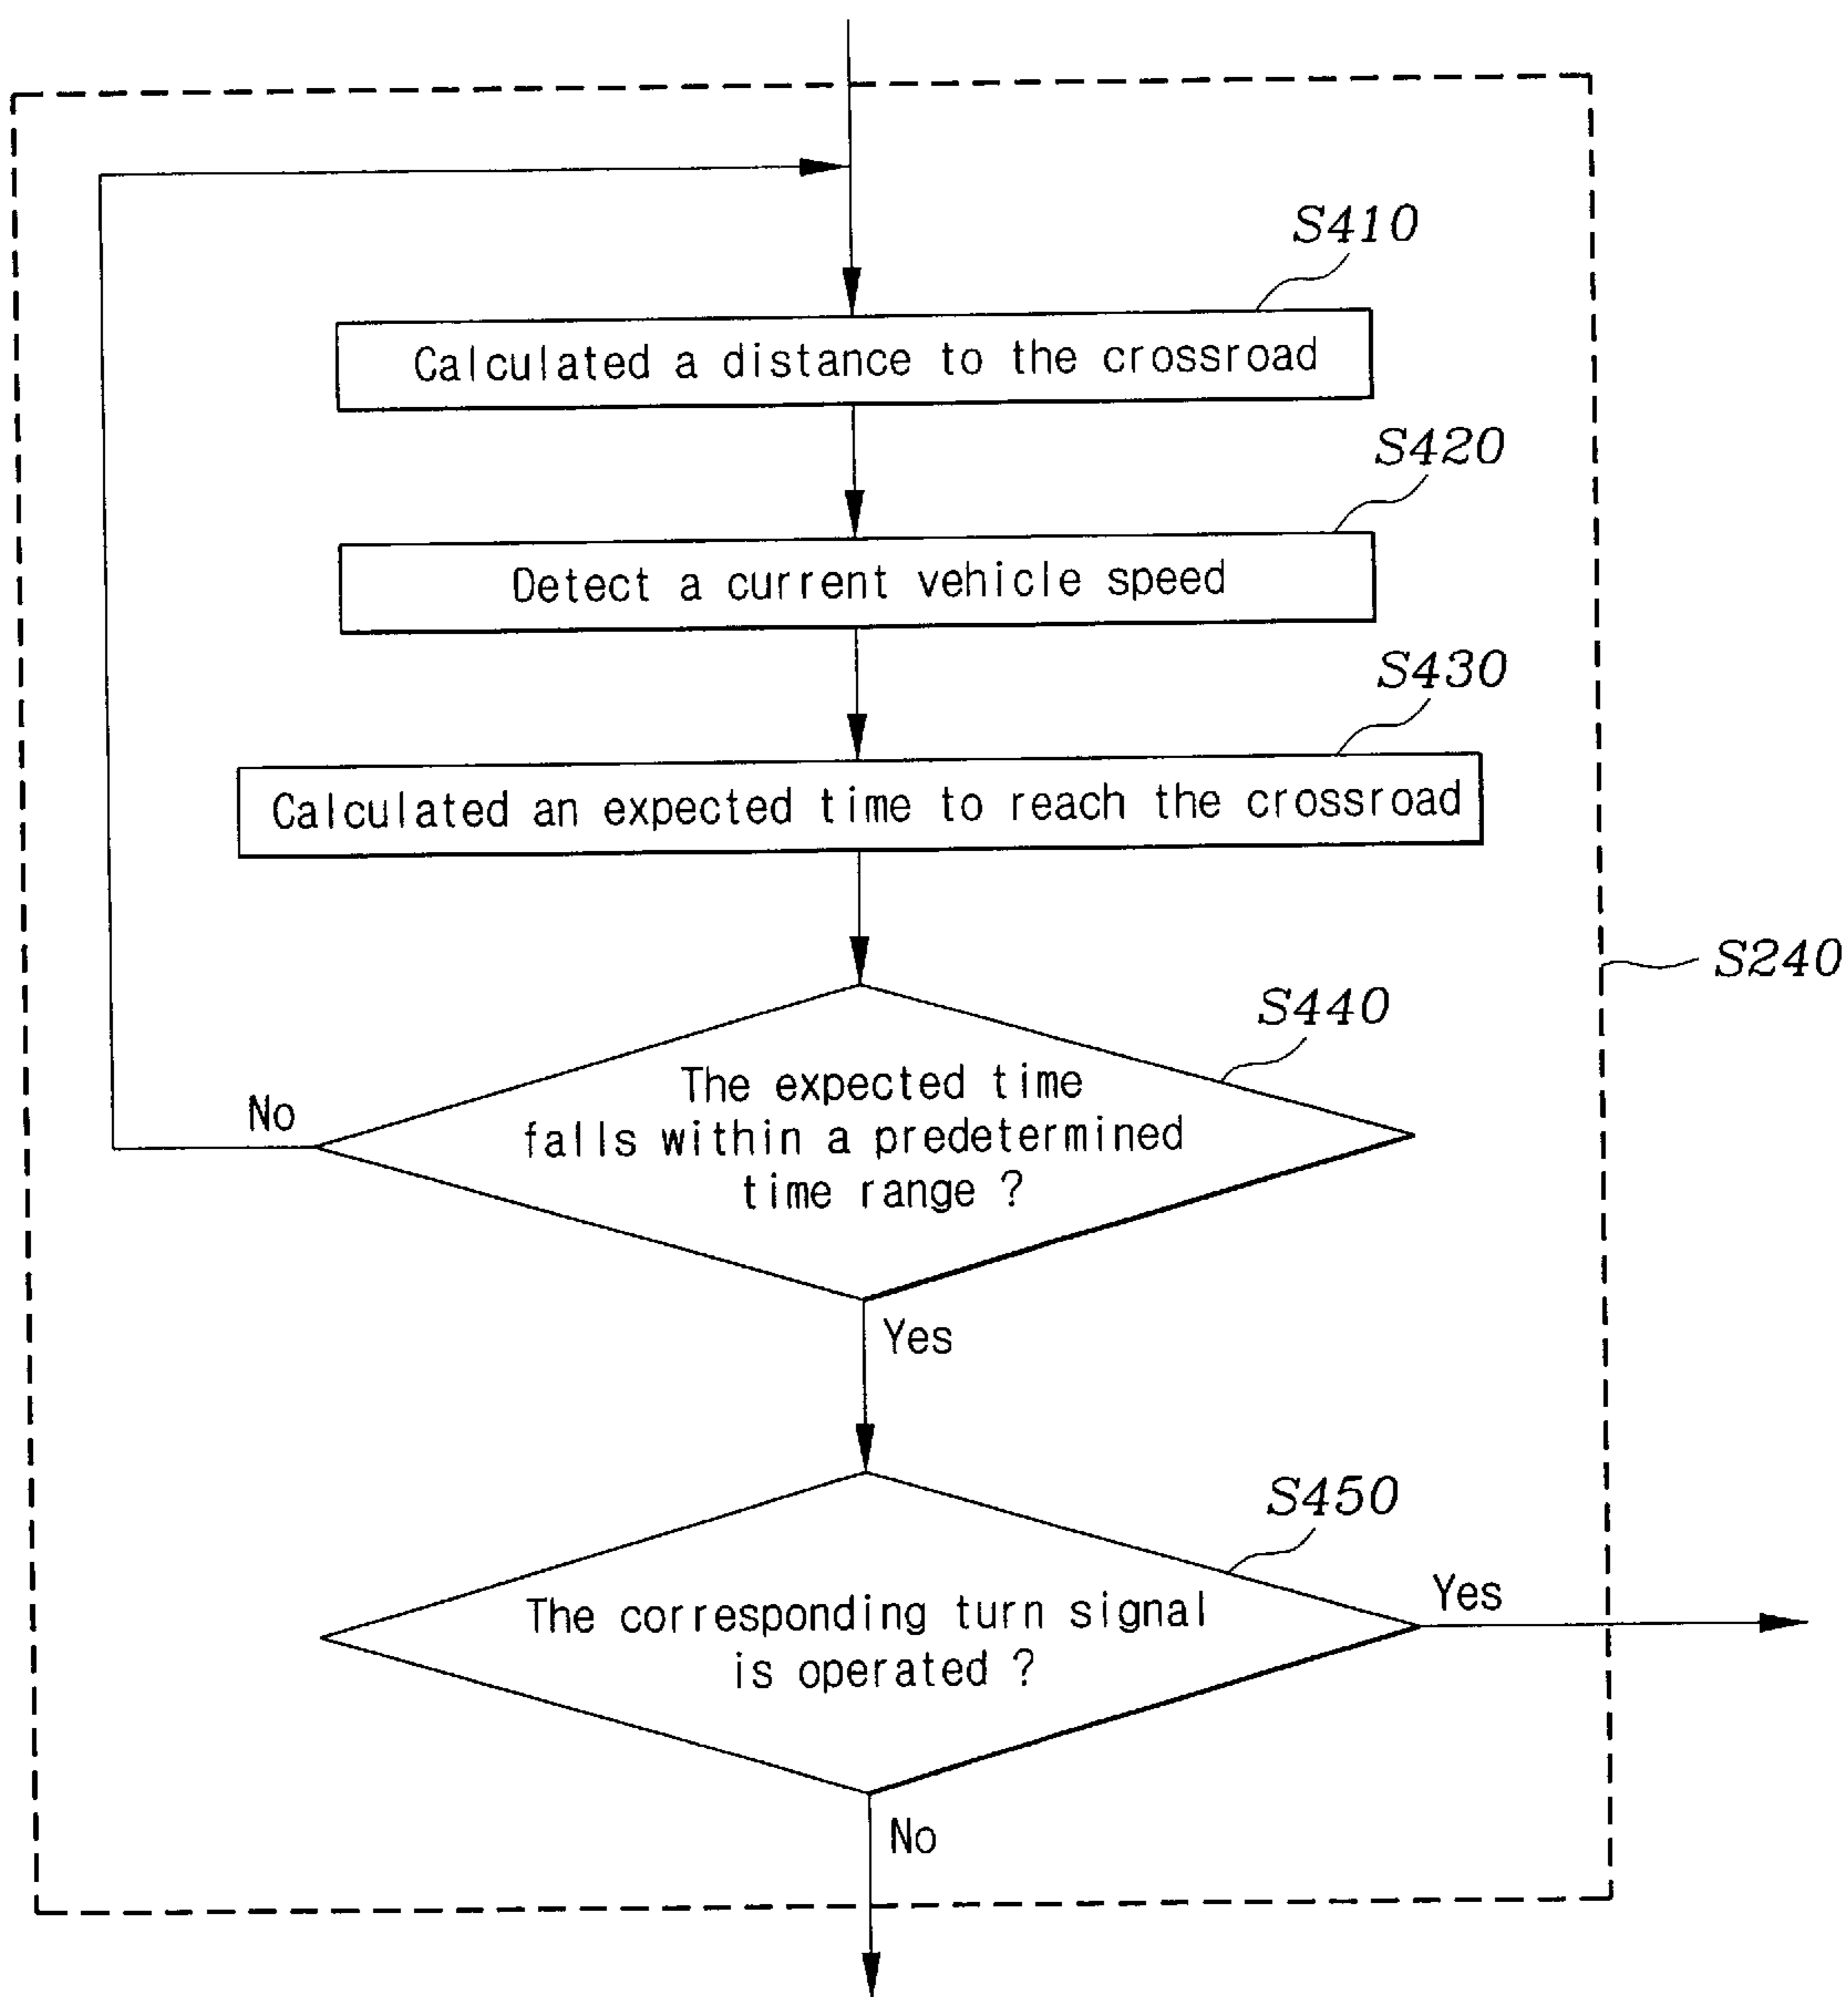 S410
Calculated a distance to the crossroad
S420
Detect a current vehicle speed
S430
Calculated an expected time to reach the crossroad
S240
S440
The expected time
falls within a predetermined
time range ?
No
Yes
S450
The corresponding turn signal
is operated ?
Yes
No